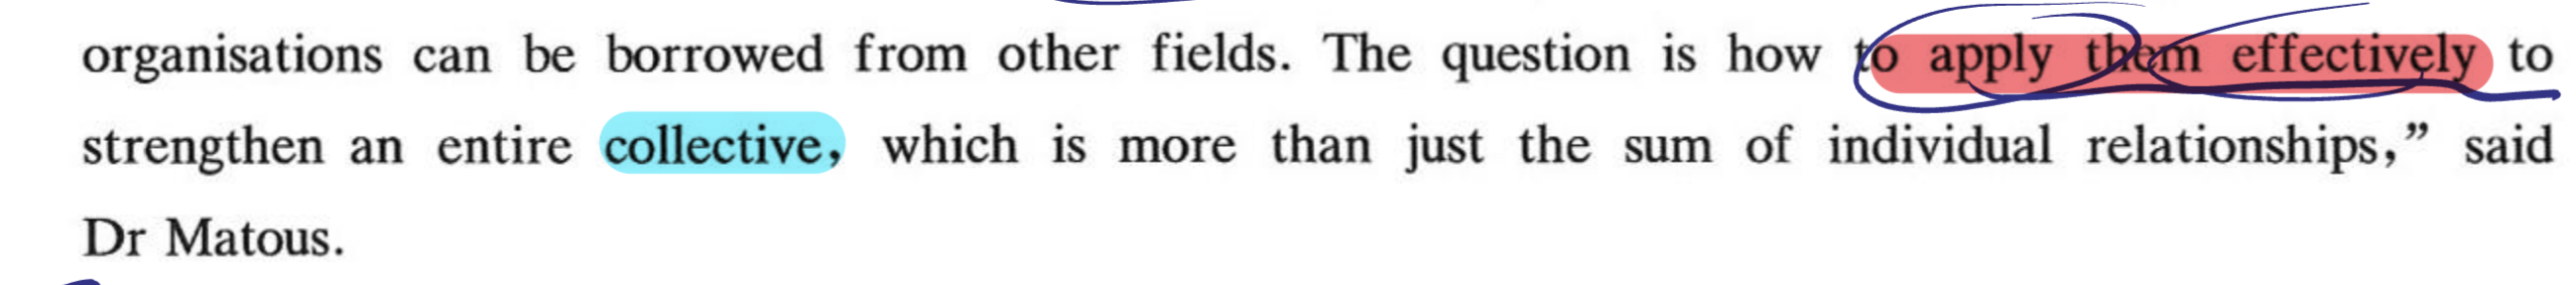 organisations can be borrowed from other fields. The question is how to apply them effectively to
strengthen an entire collective, which is more than just the sum of individual relationships,” said
Dr Matous.